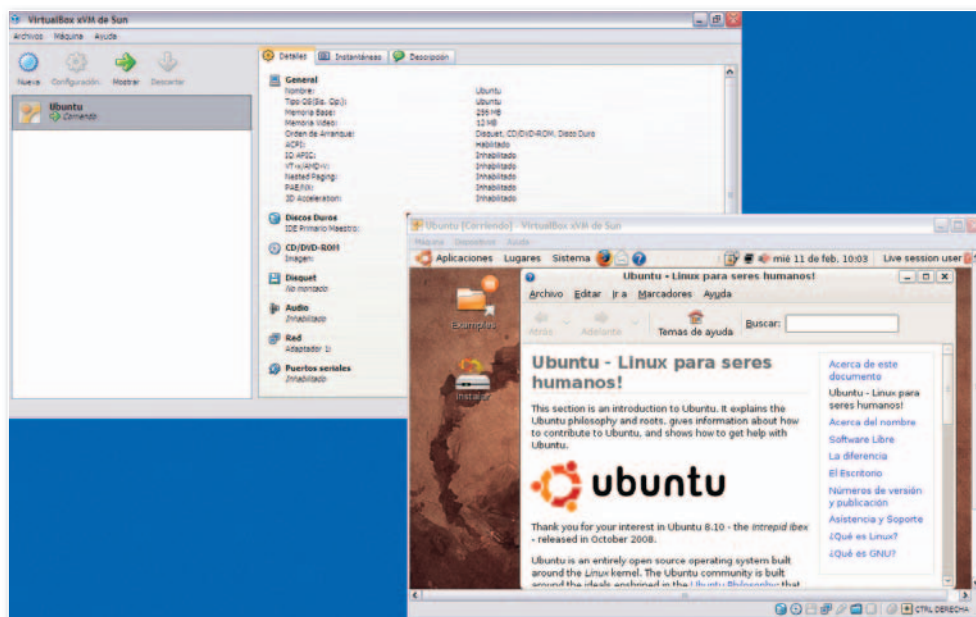 VirtualBox xVM de Sun
Archivos Máquina Ayuda
Nueva Configuración Mostrar Descartar
Ubuntu
Corriendo
Detalles Instantáneas Descripción
General
Nombre: Ubuntu
Tipo OS(Sis. Op.): Ubuntu
Memoria Base: 256 MB
Memoria Video: 12 MB
Orden de Arranque: Disquet, CD/DVD-ROM, Disco Duro
ACPI: Habilitado
IO APIC: Inhabilitado
VT-x/AMD-V: Inhabilitado
Nested Paging: Inhabilitado
PAE/NX: Inhabilitado
3D Acceleration: Inhabilitado
Discos Duros
IDE Primario Maestro:
CD/DVD-ROM
Imagen:
Disquet
No montado
Audio
Inhabilitado
Red
Adaptador 1:
Puertos seriales
Inhabilitado
Ubuntu [Corriendo] - VirtualBox xVM de Sun
Máquina Dispositivos Ayuda
Aplicaciones Lugares Sistema mié 11 de feb. 10:03 Live session user
Examples
Instalar
Ubuntu - Linux para seres humanos!
Archivo Editar Ir a Marcadores Ayuda
Atrás Adelante Temas de ayuda Buscar:
Ubuntu - Linux para seres
humanos!
This section is an introduction to Ubuntu. It explains the
Ubuntu philosophy and roots, gives information about how
to contribute to Ubuntu, and shows how to get help with
Ubuntu.
ubuntu
Thank you for your interest in Ubuntu 8.10 - the Intrepid Ibex
- released in October 2008.
Ubuntu is an entirely open source operating system built
around the Linux kernel. The Ubuntu community is built
around the ideals enshrined in the Ubuntu Philosophy: that
Acerca de este
documento
Ubuntu - Linux para
seres humanos!
Acerca del nombre
Software Libre
La diferencia
El Escritorio
Números de versión
y publicación
Asistencia y Soporte
¿Qué es Linux?
¿Qué es GNU?
CTRL DERECHA